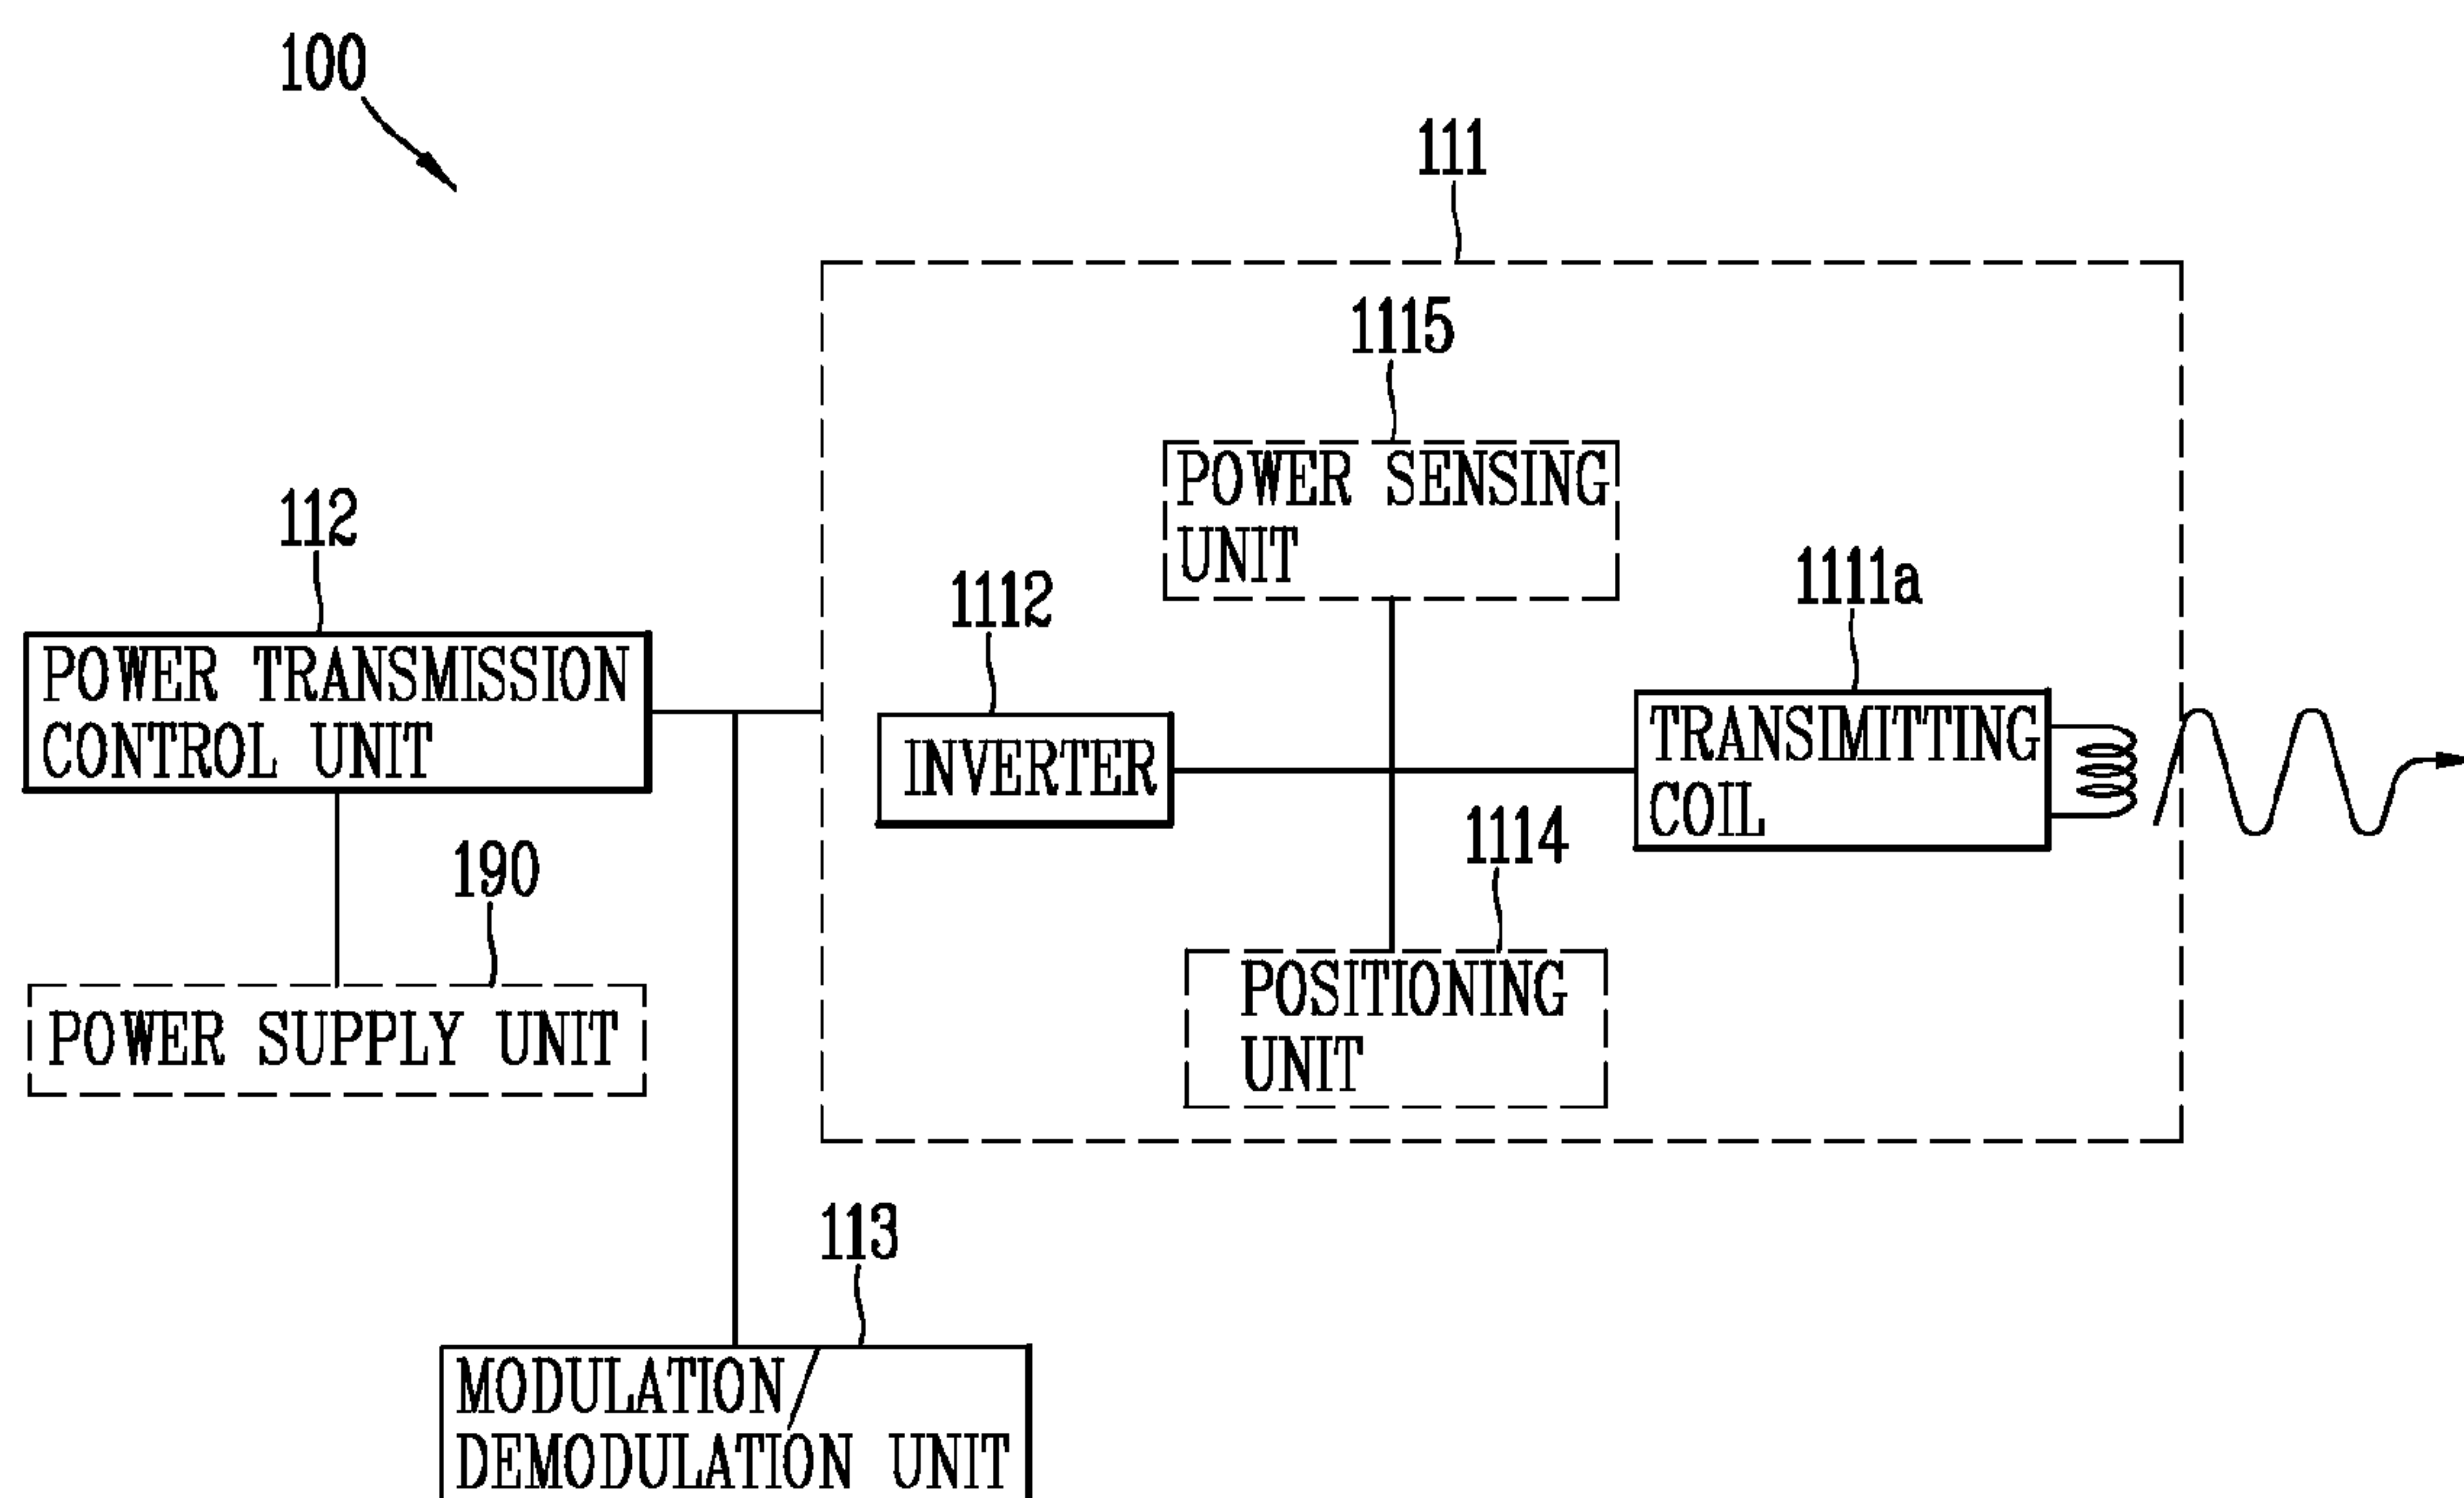 100
111
1115
POWER SENSING
UNIT
112
1112
1111a
POWER TRANSMISSION
CONTROL UNIT
INVERTER
TRANSIMITTING
COIL
190
1114
POWER SUPPLY UNIT
POSITIONING
UNIT
113
MODULATION/
DEMODULATION UNIT